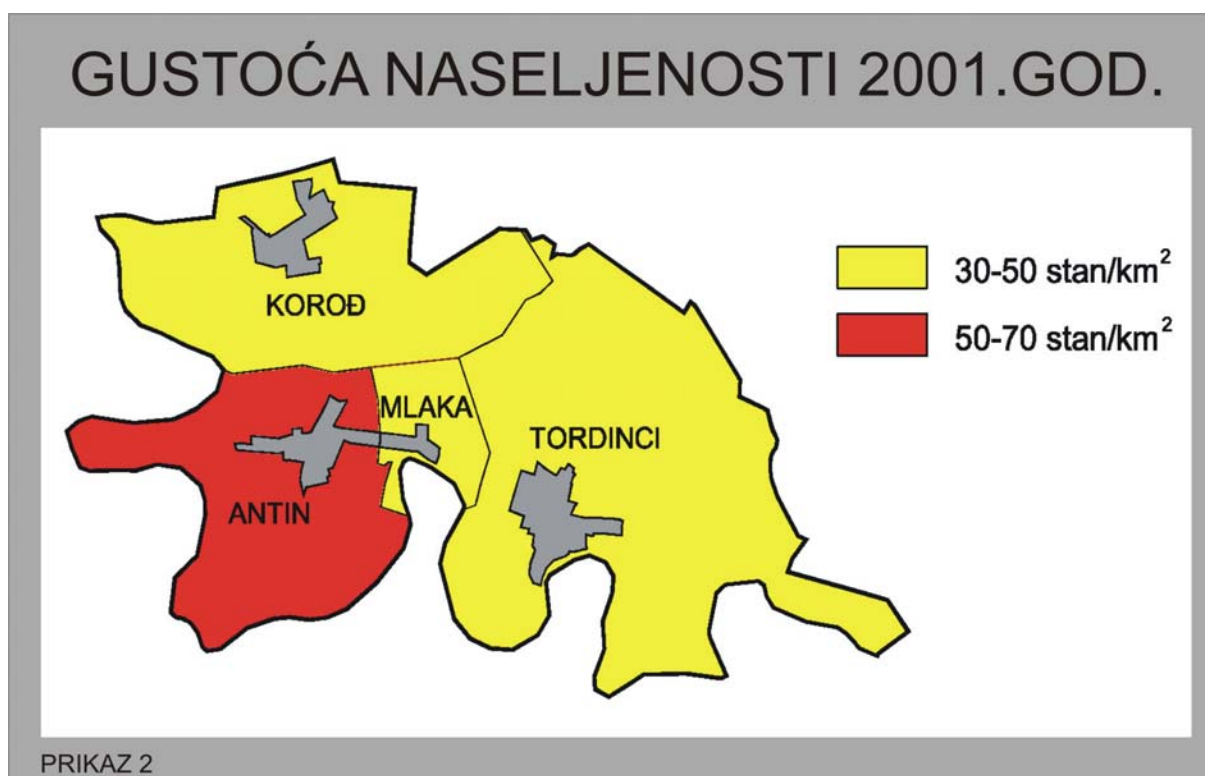 GUSTOĆA NASELJENOSTI 2001.GOD.
KOROĐ
30-50 stan/km²
50-70 stan/km²
MLAKA
TORDINCI
ANTIN
PRIKAZ 2